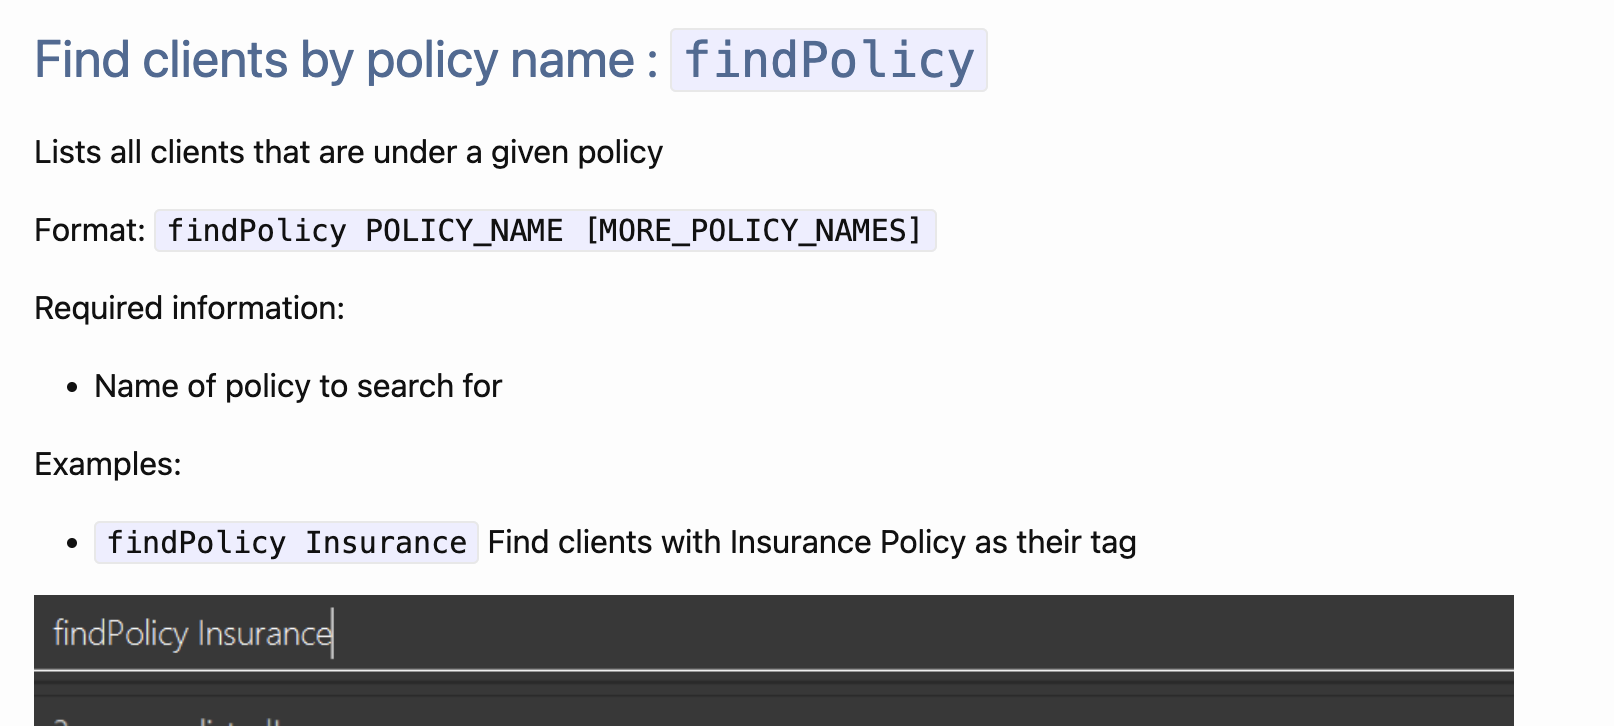 Find clients by policy name : findPolicy
Lists all clients that are under a given policy
Format: findPolicy POLICY_NAME [MORE_POLICY_NAMES]
Required information:
• Name of policy to search for
Examples:
• findPolicy Insurance Find clients with Insurance Policy as their tag
findPolicy Insurance